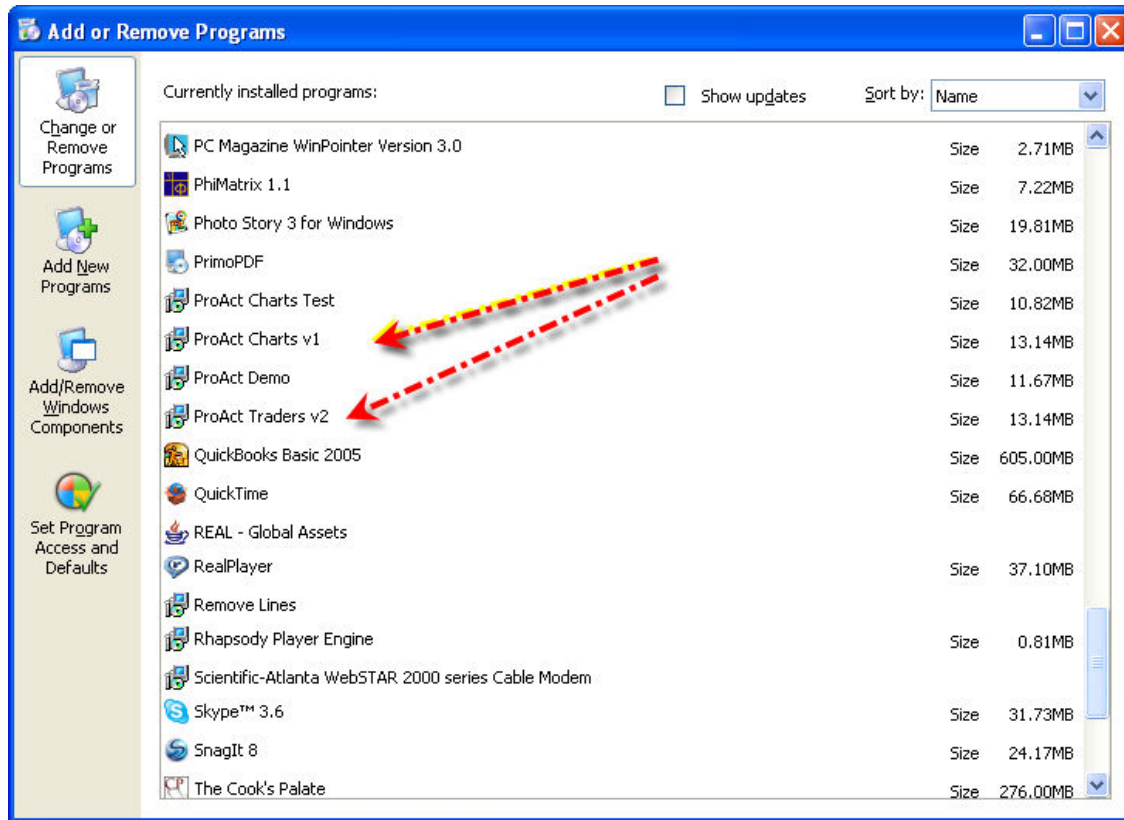 Add or Remove Programs
Change or
Remove
Programs
Add New
Programs
Add/Remove
Windows
Components
Set Program
Access and
Defaults
Currently installed programs: Show updates Sort by: Name
PC Magazine WinPointer Version 3.0 Size 2.71MB
PhiMatrix 1.1 Size 7.22MB
Photo Story 3 for Windows Size 19.81MB
PrimoPDF Size 32.00MB
ProAct Charts Test Size 10.82MB
ProAct Charts v1 Size 13.14MB
ProAct Demo Size 11.67MB
ProAct Traders v2 Size 13.14MB
QuickBooks Basic 2005 Size 605.00MB
QuickTime Size 66.68MB
REAL - Global Assets
RealPlayer Size 37.10MB
Remove Lines
Rhapsody Player Engine Size 0.81MB
Scientific-Atlanta WebSTAR 2000 series Cable Modem
Skype™ 3.6 Size 31.73MB
SnagIt 8 Size 24.17MB
The Cook's Palate Size 276.00MB